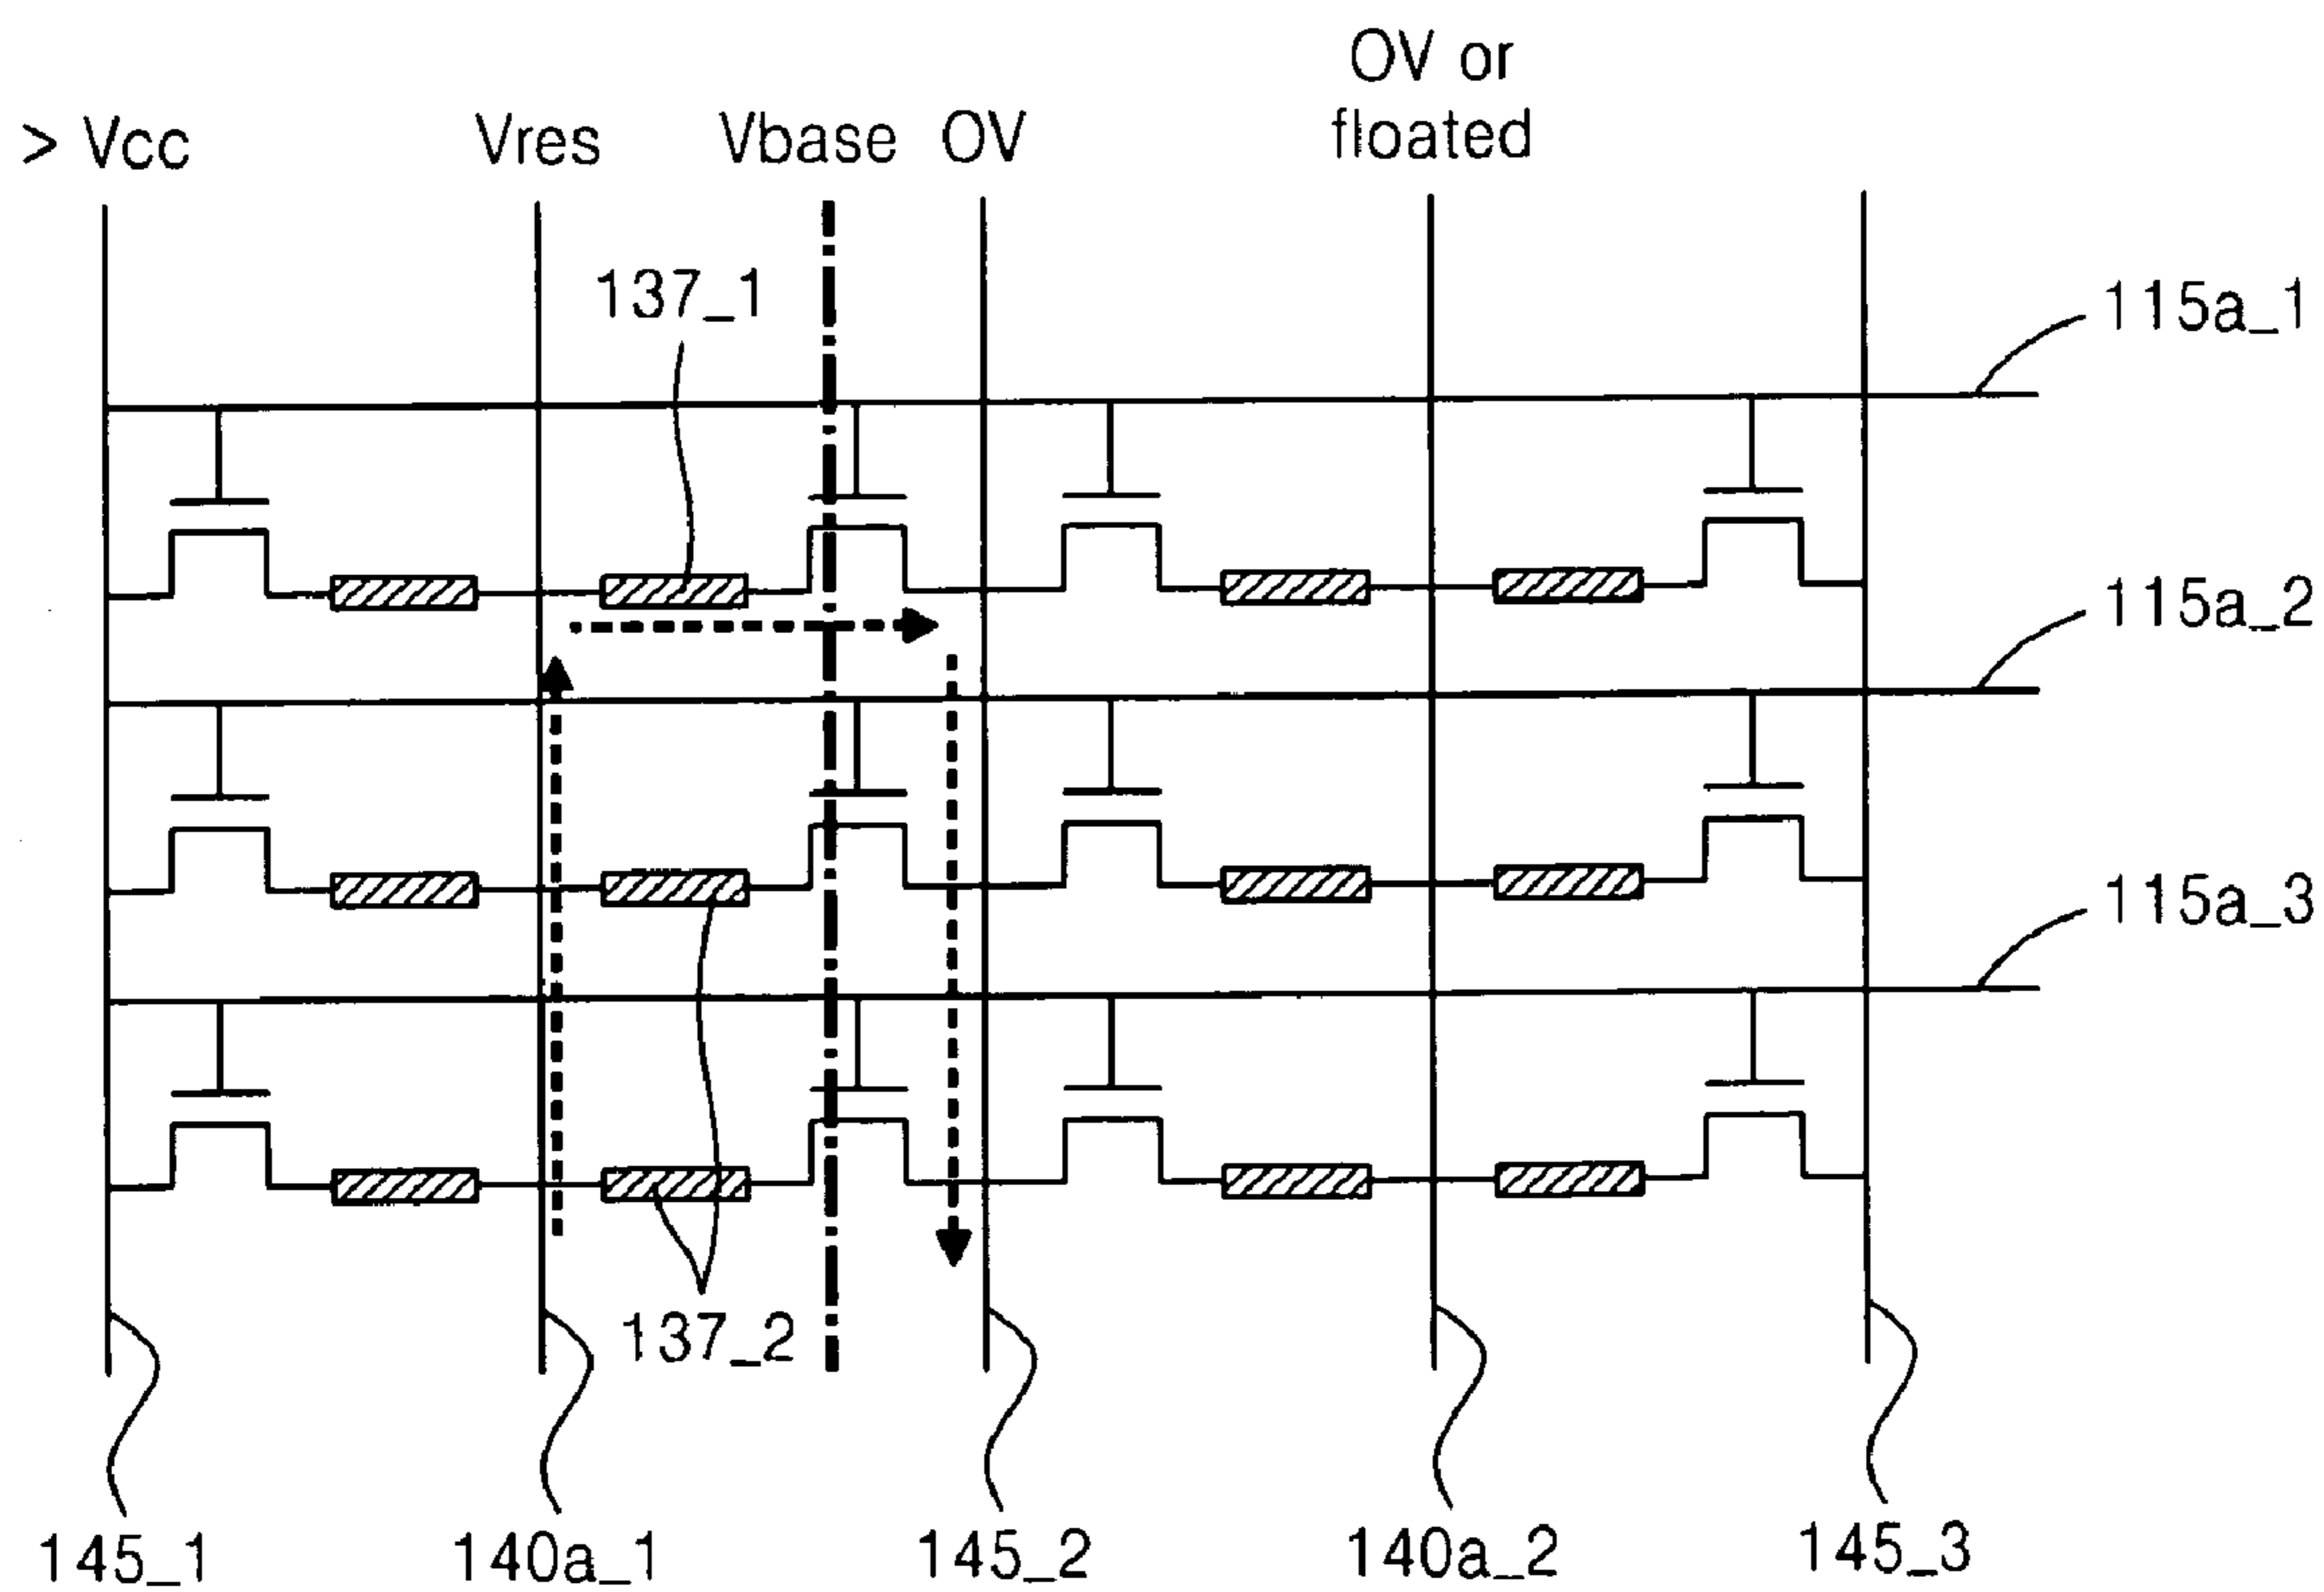 > Vcc
Vres
Vbase
OV
OV or
floated
137_1
115a_1
115a_2
115a_3
137_2
145_1
140a_1
145_2
140a_2
145_3